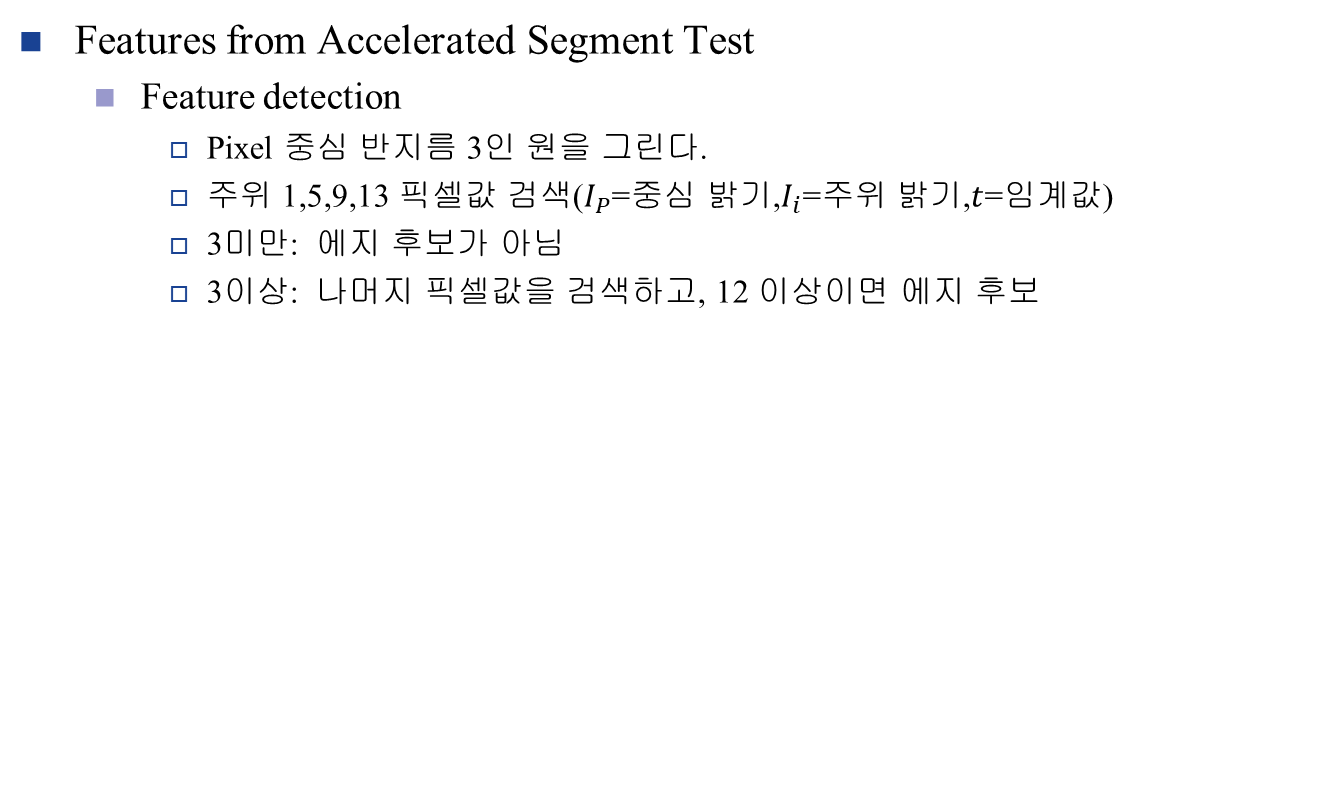 Features from Accelerated Segment Test
Feature detection
Pixel 중심 반지름 3인 원을 그린다.
주위 1,5,9,13 픽셀값 검색(I_P=중심 밝기,I_i=주위 밝기,t=임계값)
3미만: 에지 후보가 아님
3이상: 나머지 픽셀값을 검색하고, 12 이상이면 에지 후보